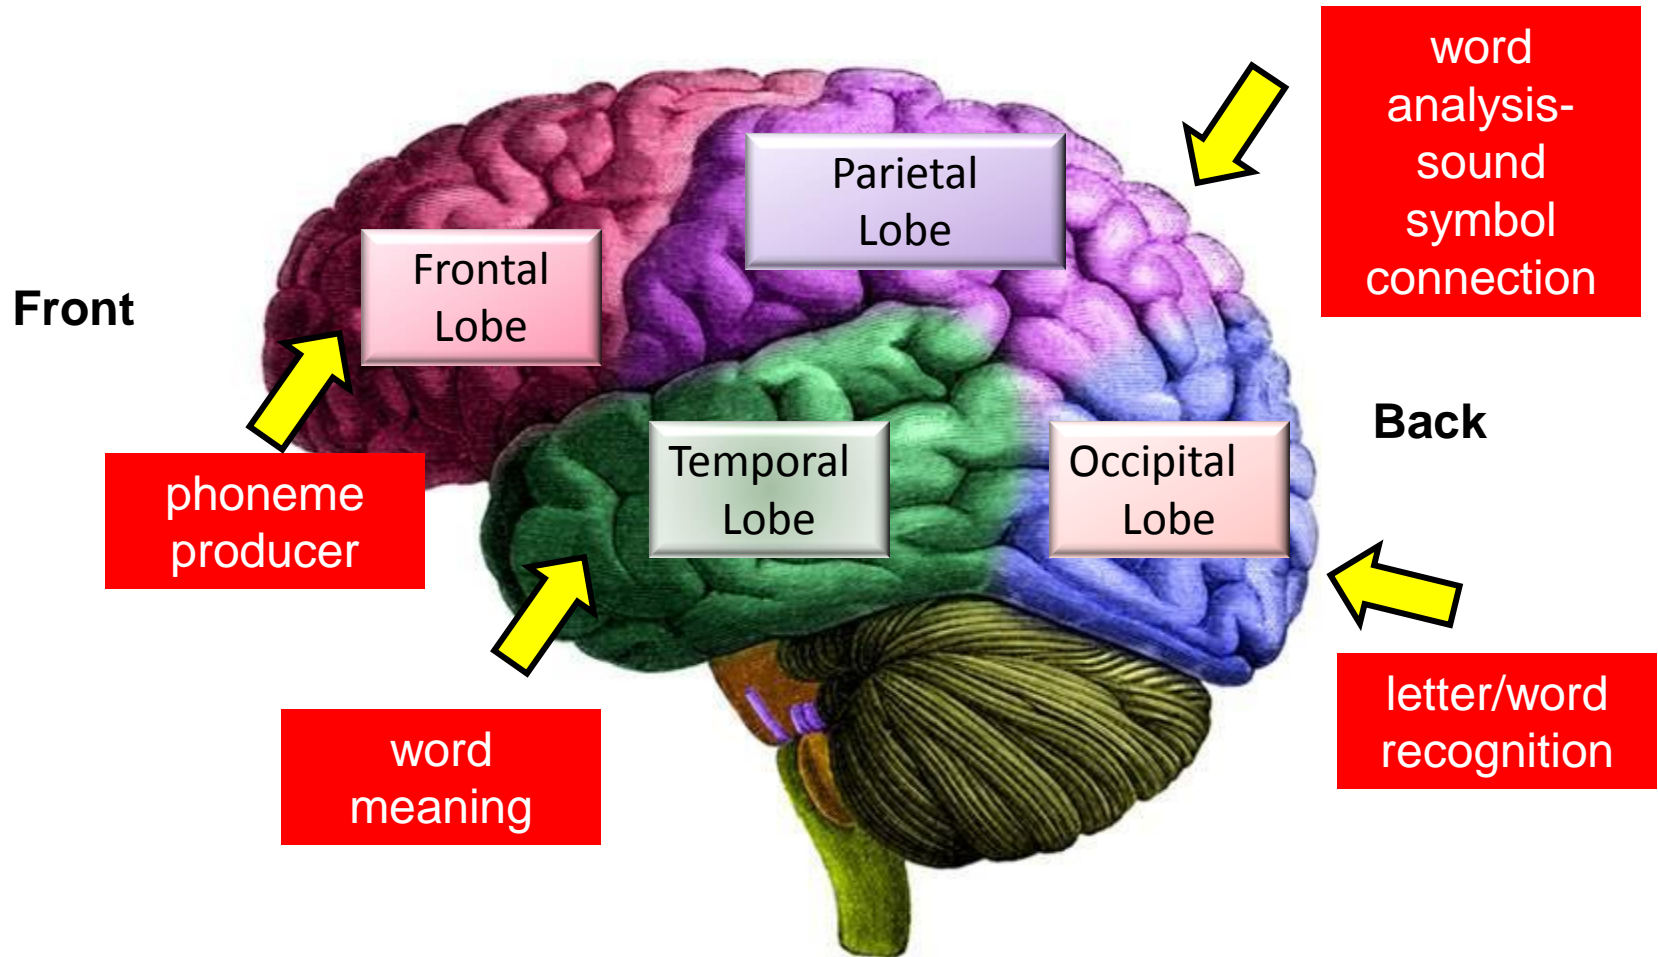 word
analysis-
sound
symbol
connection
Parietal
Lobe
Frontal
Lobe
Front
Back
Temporal
Lobe
Occipital
Lobe
phoneme
producer
letter/word
recognition
word
meaning